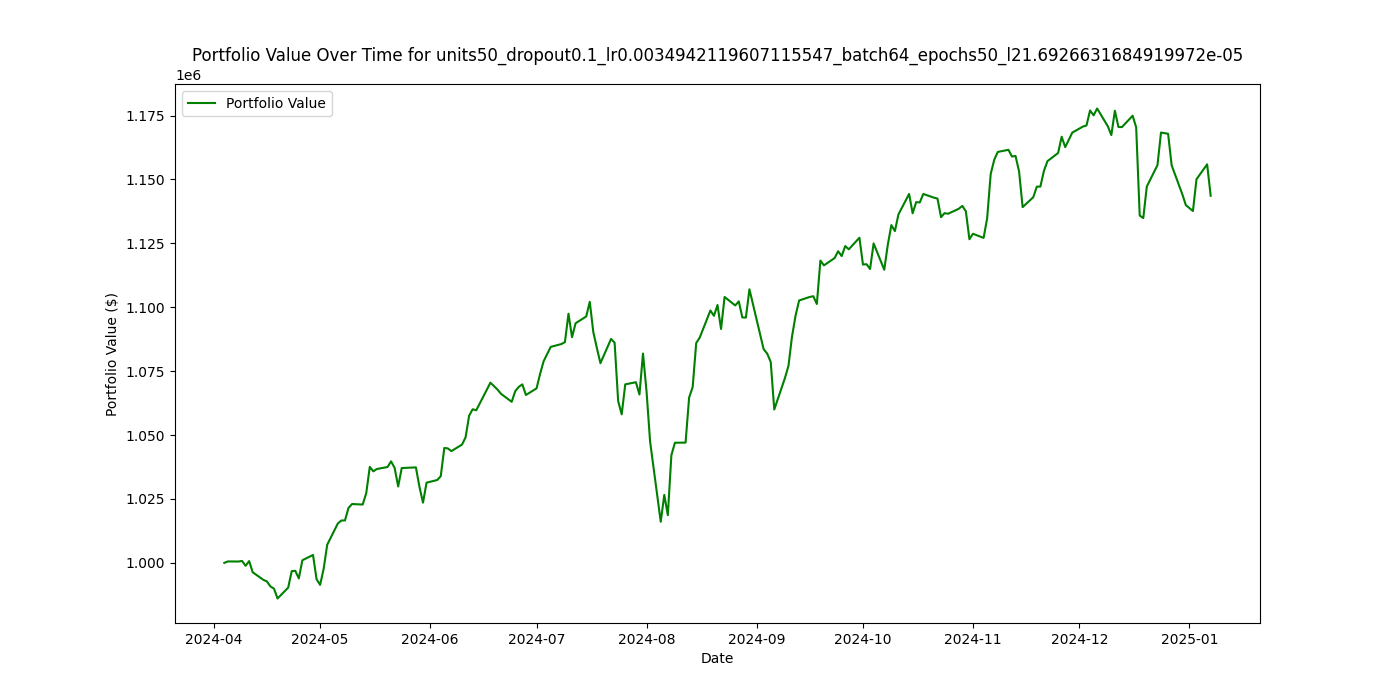 Portfolio Value Over Time for units50_dropout0.1_lr0.0034942119607115547_batch64_epochs50_l21.6926631684919972e-05
1e6
Portfolio Value
1.175
1.150
1.125
1.100
1.075
1.050
1.025
1.000
Portfolio Value ($)
2024-04 2024-05 2024-06 2024-07 2024-08 2024-09 2024-10 2024-11 2024-12 2025-01
Date